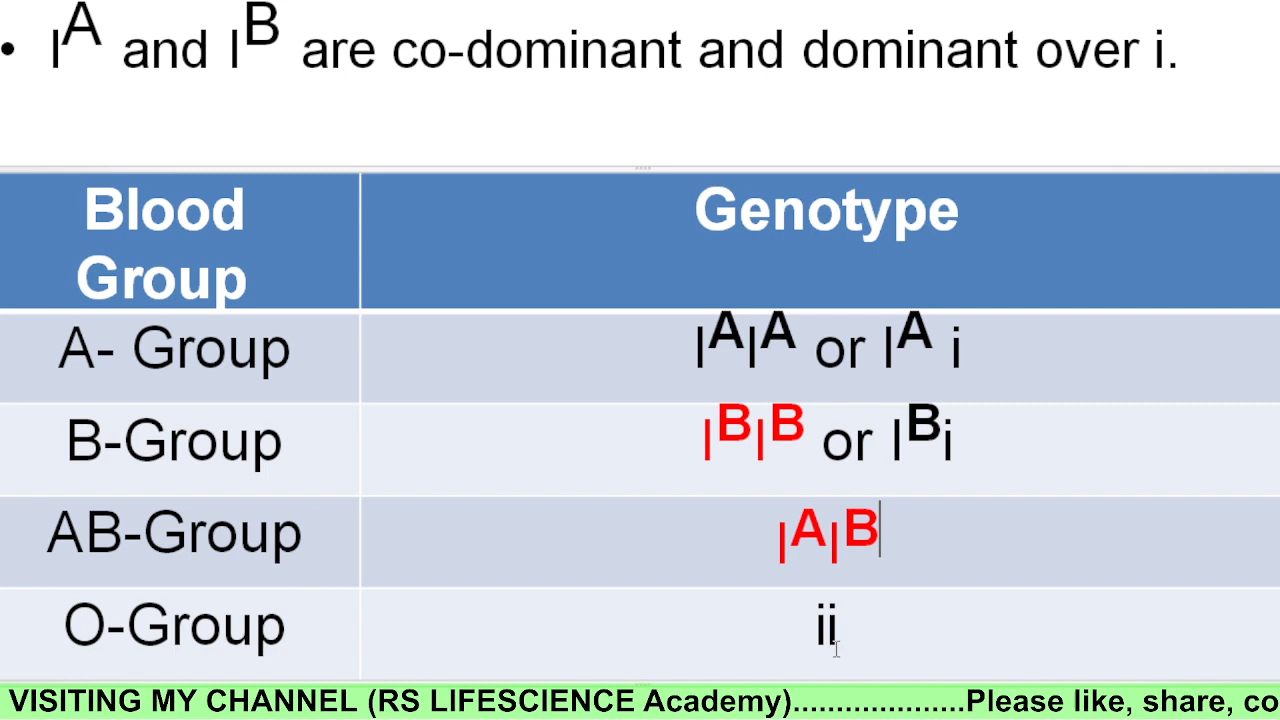 • Iᴬ and Iᴮ are co-dominant and dominant over i.
Blood Group
Genotype
A- Group
IᴬIᴬ or Iᴬ i
B-Group
IᴮIᴮ or Iᴮi
AB-Group
IᴬIᴮ
O-Group
ii
VISITING MY CHANNEL (RS LIFESCIENCE Academy)....................Please like, share, co